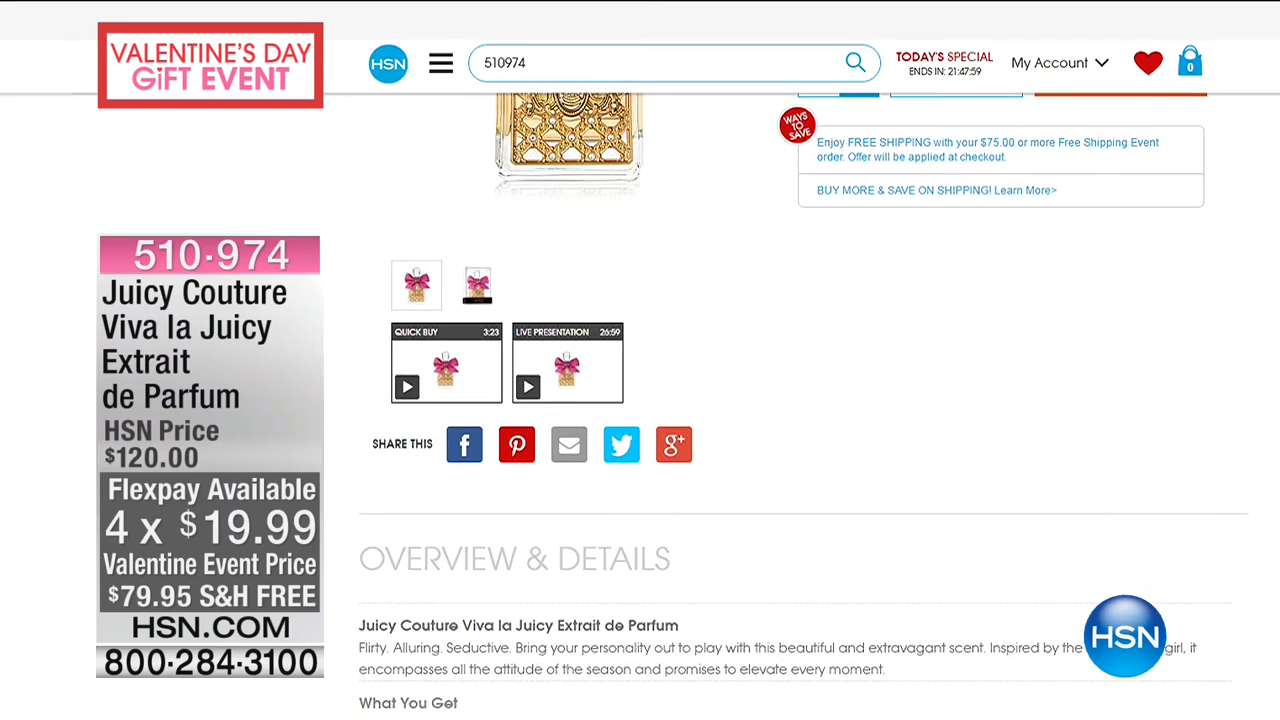 VALENTINE'S DAY
GiFT EVENT
HSN
510974
TODAY'S SPECIAL
ENDS IN: 21:47:59
My Account
0
WAYS
TO
SAVE
Enjoy FREE SHIPPING with your $75.00 or more Free Shipping Event
order. Offer will be applied at checkout.
BUY MORE & SAVE ON SHIPPING! Learn More>
510·974
Juicy Couture
Viva la Juicy
Extrait
de Parfum
HSN Price
$120.00
Flexpay Available
4 x $19.99
Valentine Event Price
$79.95 S&H FREE
HSN.COM
800·284·3100
QUICK BUY 3:23
LIVE PRESENTATION 26:59
SHARE THIS
f
g+
OVERVIEW & DETAILS
Juicy Couture Viva la Juicy Extrait de Parfum
Flirty. Alluring. Seductive. Bring your personality out to play with this beautiful and extravagant scent. Inspired by the girl, it
encompasses all the attitude of the season and promises to elevate every moment.
HSN
What You Get